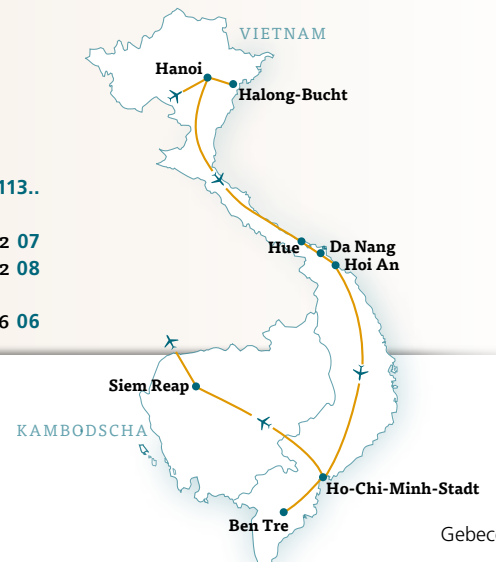 VIETNAM
Hanoi
Halong-Bucht
113..
2 07
Hue
Da Nang
2 08
Hoi An
6 06
Siem Reap
KAMBODSCHA
Ho-Chi-Minh-Stadt
Ben Tre